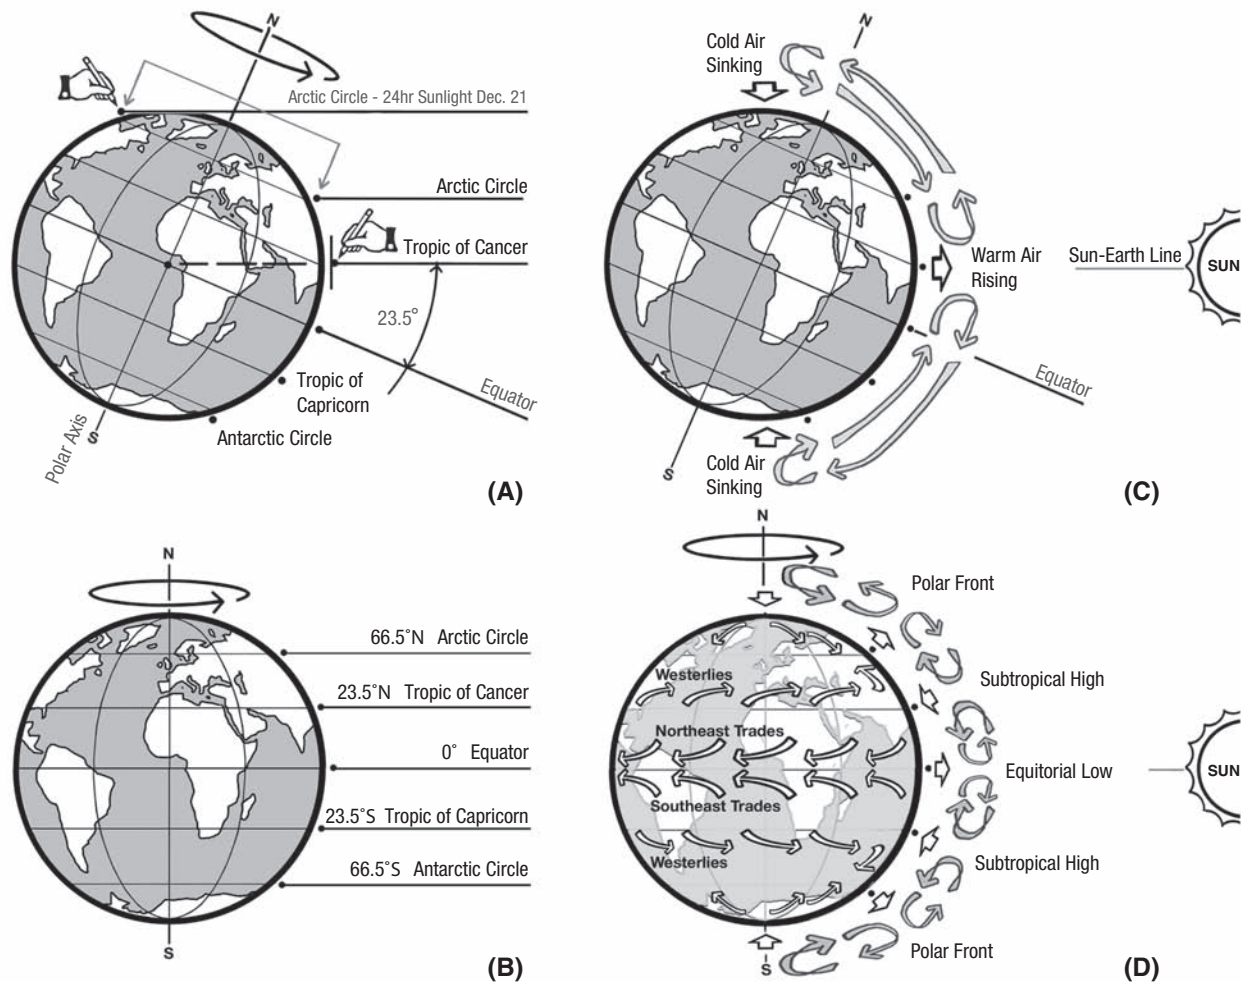 N
Arctic Circle - 24hr Sunlight Dec. 21
Arctic Circle
Tropic of Cancer
23.5°
Equator
Tropic of
Capricorn
Antarctic Circle
Polar Axis
S
(A)
N
66.5°N Arctic Circle
23.5°N Tropic of Cancer
0° Equator
23.5°S Tropic of Capricorn
66.5°S Antarctic Circle
S
(B)
Cold Air
Sinking
N
Warm Air
Rising
Sun-Earth Line
SUN
Equator
S
Cold Air
Sinking
(C)
N
Polar Front
Westerlies
Subtropical High
Northeast Trades
Equitorial Low
SUN
Southeast Trades
Westerlies
Subtropical High
Polar Front
S
(D)